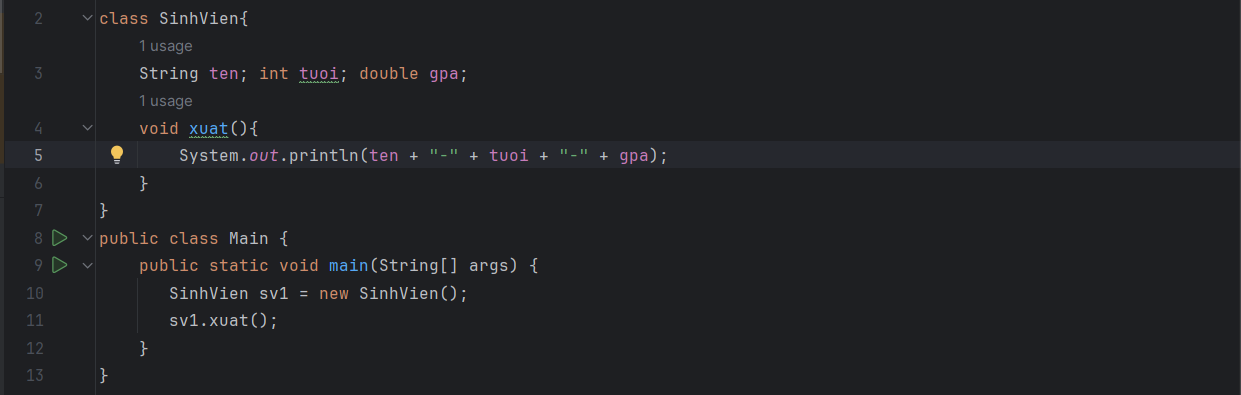 2 class SinhVien{
1 usage
3 String ten; int tuoi; double gpa;
1 usage
4 void xuat(){
5 System.out.println(ten + "-" + tuoi + "-" + gpa);
6 }
7 }
8 public class Main {
9 public static void main(String[] args) {
10 SinhVien sv1 = new SinhVien();
11 sv1.xuat();
12 }
13 }